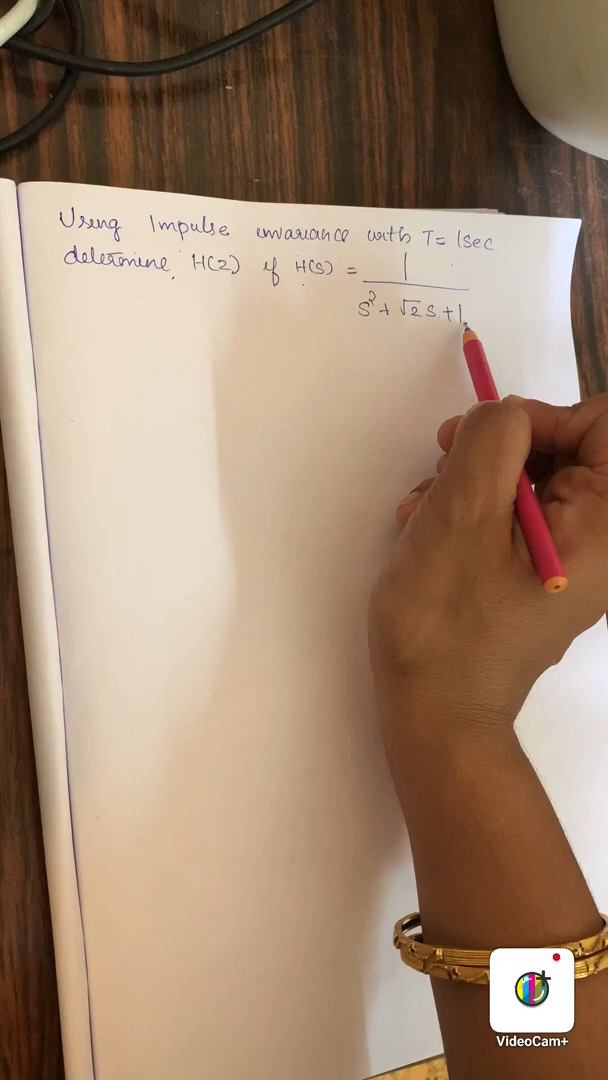 Using Impulse invariance with T= 1sec
determine H(Z) if H(S) = 1
s² + √2 s + 1
VideoCam+